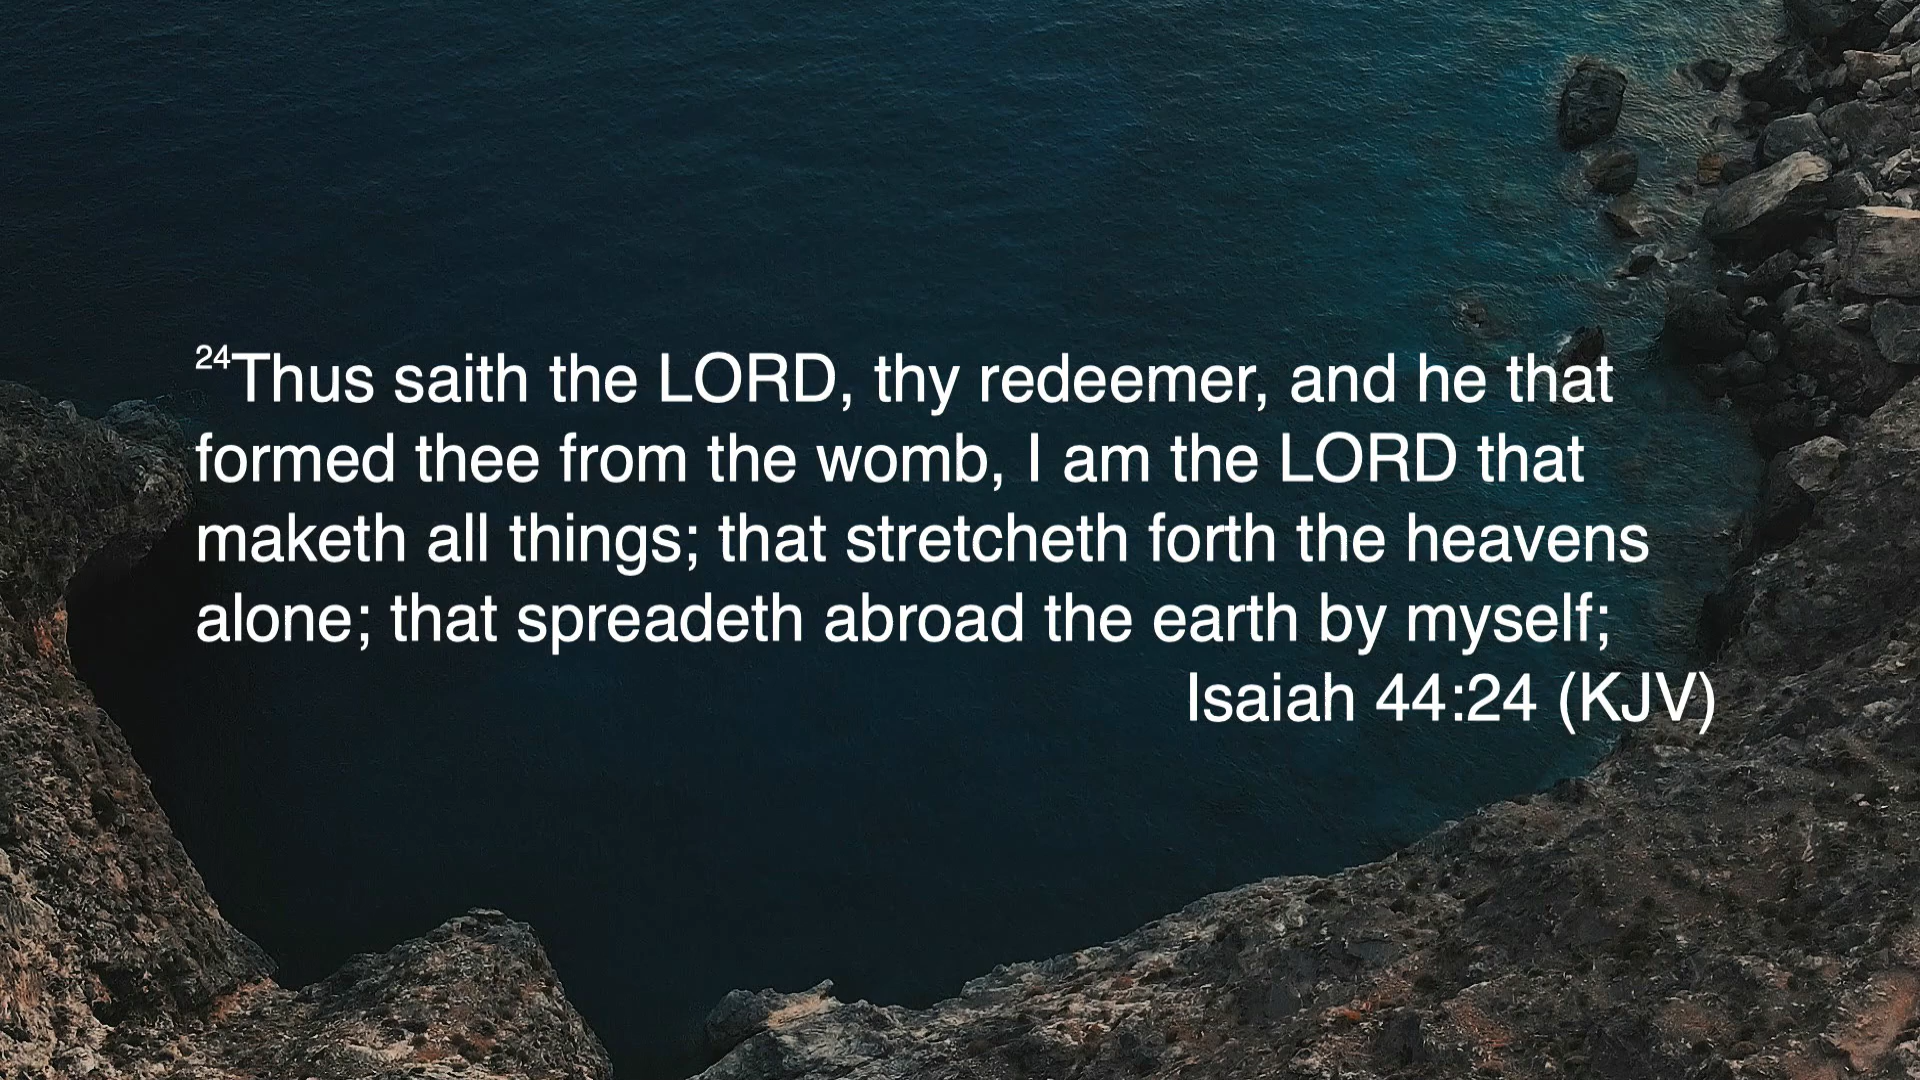 24Thus saith the LORD, thy redeemer, and he that
formed thee from the womb, I am the LORD that
maketh all things; that stretcheth forth the heavens
alone; that spreadeth abroad the earth by myself;
Isaiah 44:24 (KJV)